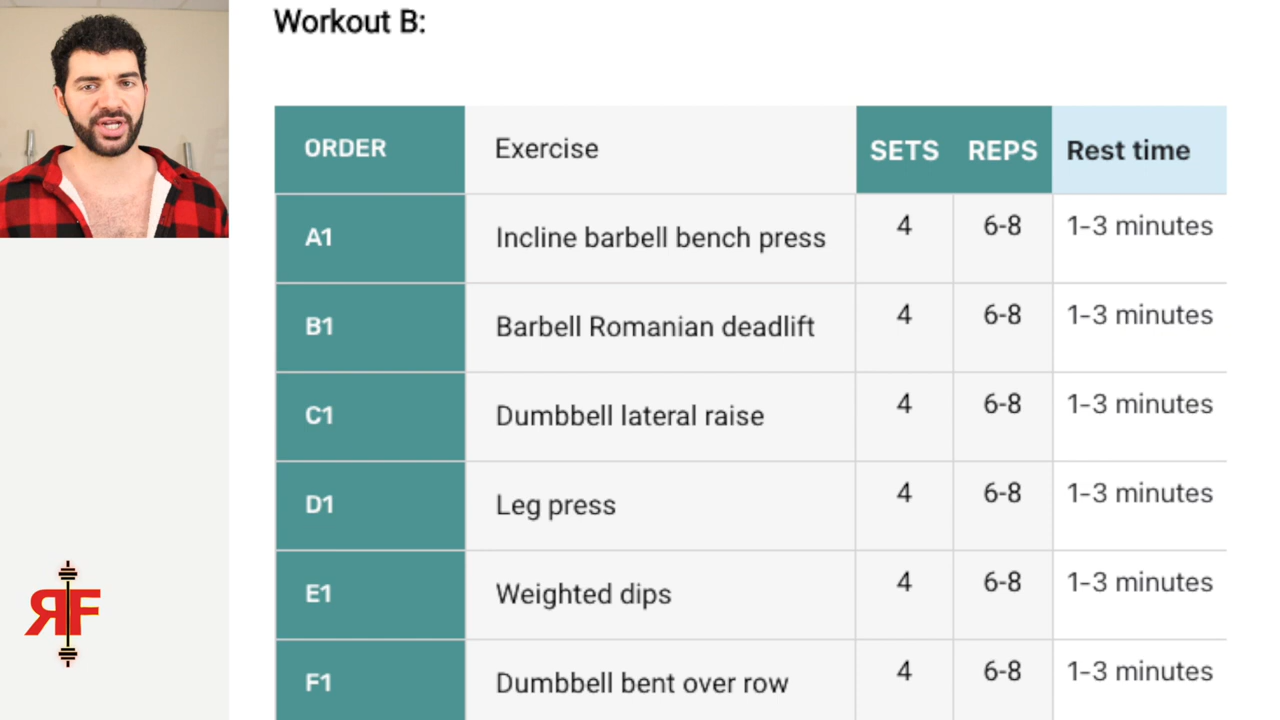 Workout B:
ORDER Exercise SETS REPS Rest time
A1 Incline barbell bench press 4 6-8 1-3 minutes
B1 Barbell Romanian deadlift 4 6-8 1-3 minutes
C1 Dumbbell lateral raise 4 6-8 1-3 minutes
D1 Leg press 4 6-8 1-3 minutes
E1 Weighted dips 4 6-8 1-3 minutes
F1 Dumbbell bent over row 4 6-8 1-3 minutes
RF